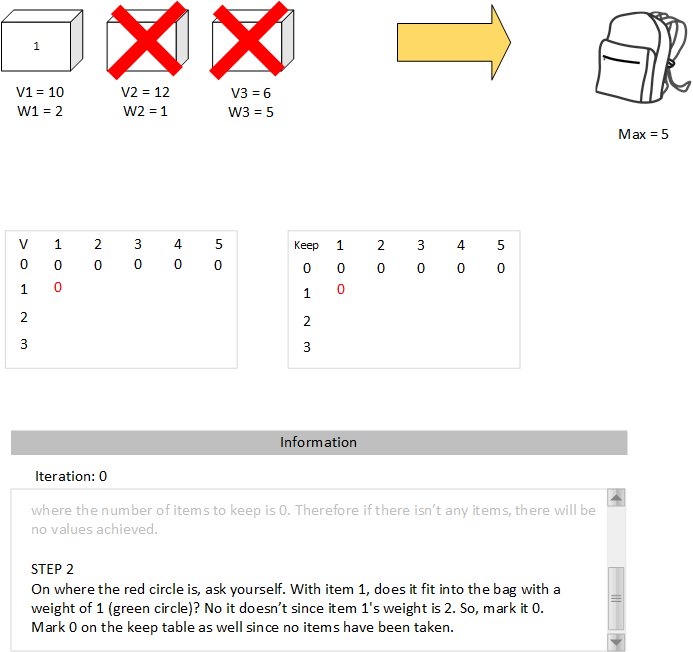 1
V1 = 10 V2 = 12 V3 = 6
W1 = 2 W2 = 1 W3 = 5
Max = 5
V 1 2 3 4 5
0 0 0 0 0 0
1 0
2
3
Keep 1 2 3 4 5
0 0 0 0 0 0
1 0
2
3
Information
Iteration: 0
where the number of items to keep is 0. Therefore if there isn’t any items, there will be
no values achieved.
STEP 2
On where the red circle is, ask yourself. With item 1, does it fit into the bag with a
weight of 1 (green circle)? No it doesn’t since item 1's weight is 2. So, mark it 0.
Mark 0 on the keep table as well since no items have been taken.